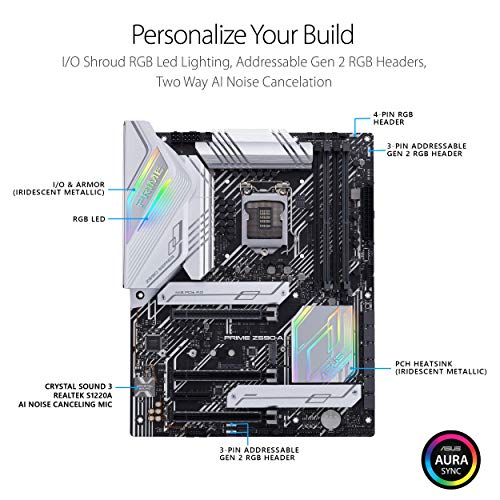 Personalize Your Build
I/O Shroud RGB Led Lighting, Addressable Gen 2 RGB Headers,
Two Way AI Noise Cancelation
4-PIN RGB
HEADER
3-PIN ADDRESSABLE
GEN 2 RGB HEADER
I/O & ARMOR
(IRIDESCENT METALLIC)
RGB LED
PRIME
PRIME Z590-A
PCH HEATSINK
(IRIDESCENT METALLIC)
CRYSTAL SOUND 3
REALTEK S1220A
AI NOISE CANCELING MIC
3-PIN ADDRESSABLE
GEN 2 RGB HEADER
ASUS
AURA
SYNC